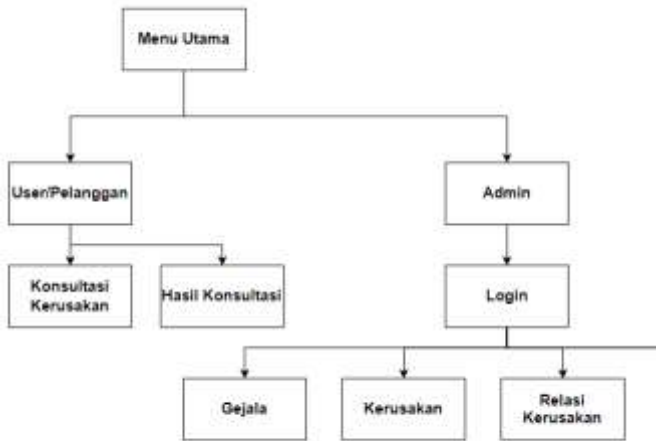 Menu Utama
User/Pelanggan
Admin
Konsultasi
Kerusakan
Hasil Konsultasi
Login
Gejala
Kerusakan
Relasi
Kerusakan